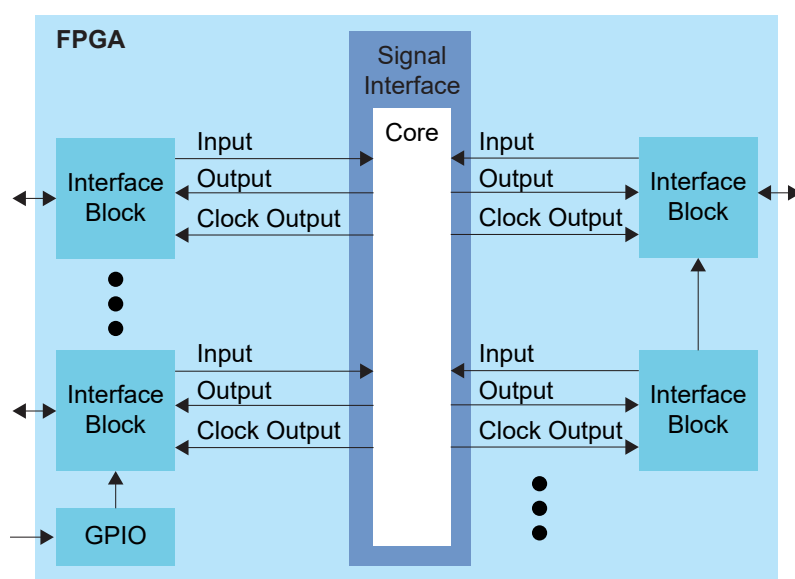 FPGA
Signal
Interface
Core
Input
Output
Clock Output
Interface
Block
Input
Output
Clock Output
Interface
Block
Input
Output
Clock Output
Interface
Block
Input
Output
Clock Output
Interface
Block
GPIO